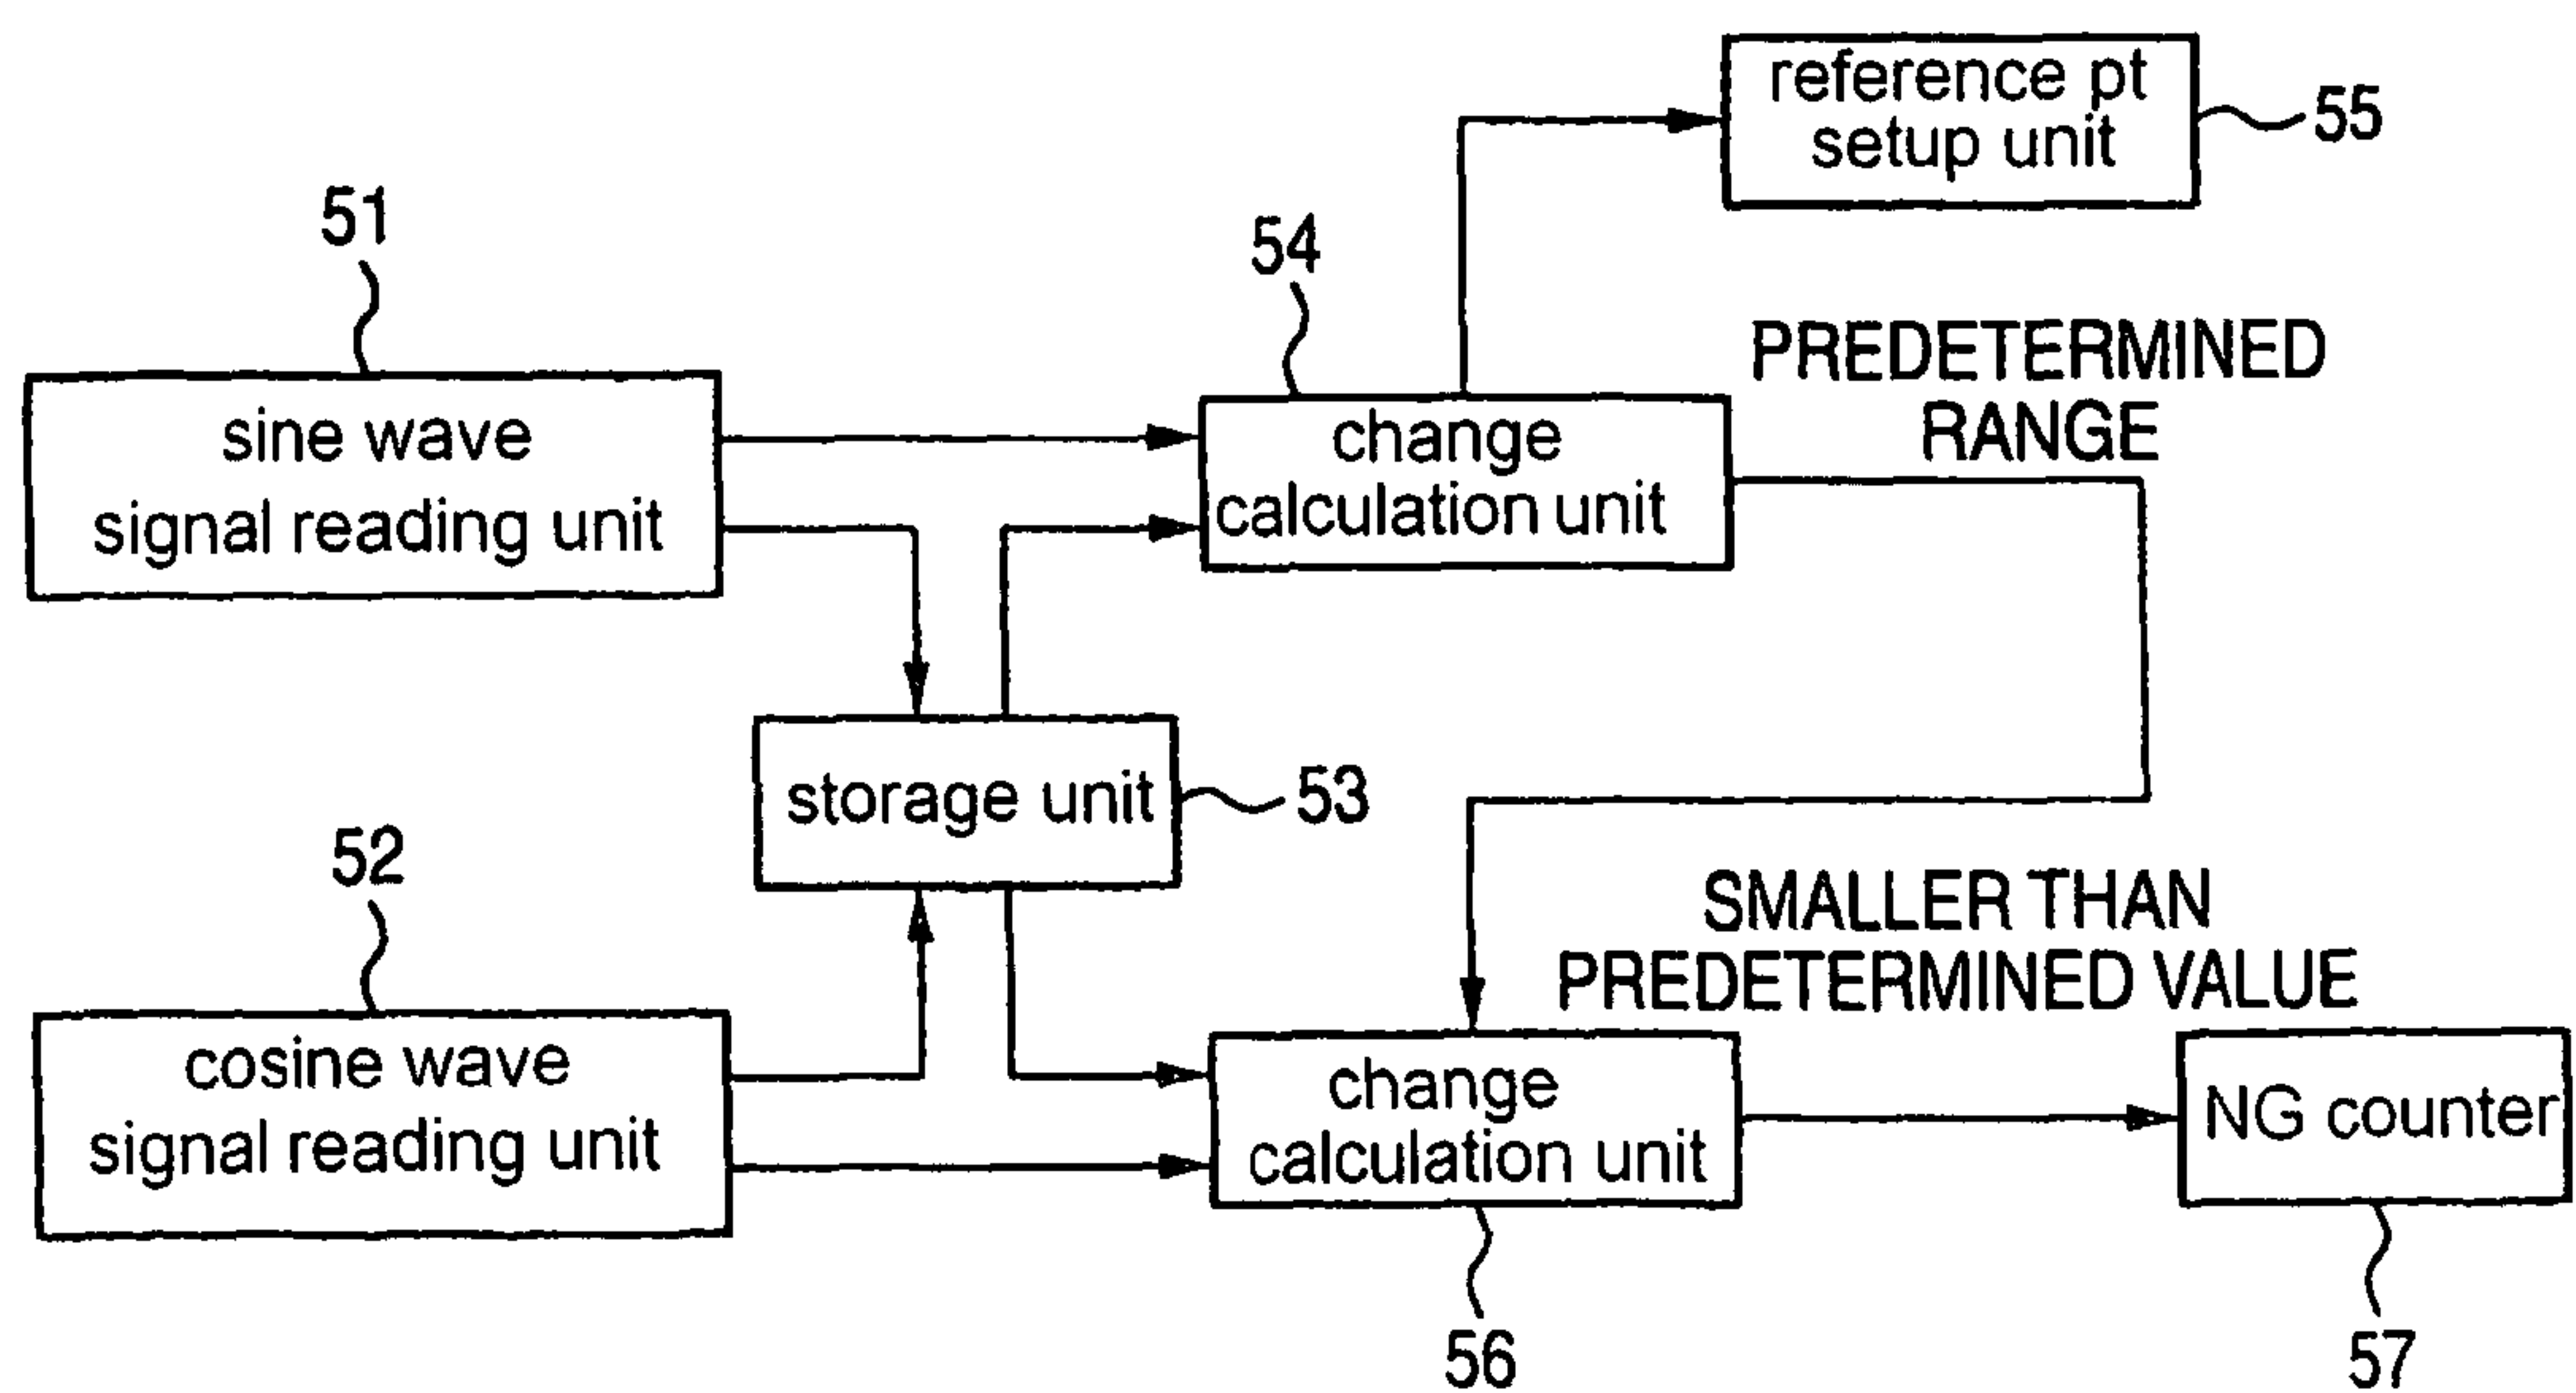 reference pt
setup unit
55
51
54
PREDETERMINED
RANGE
sine wave
signal reading unit
change
calculation unit
storage unit
53
52
SMALLER THAN
PREDETERMINED VALUE
cosine wave
signal reading unit
change
calculation unit
NG counter
56
57